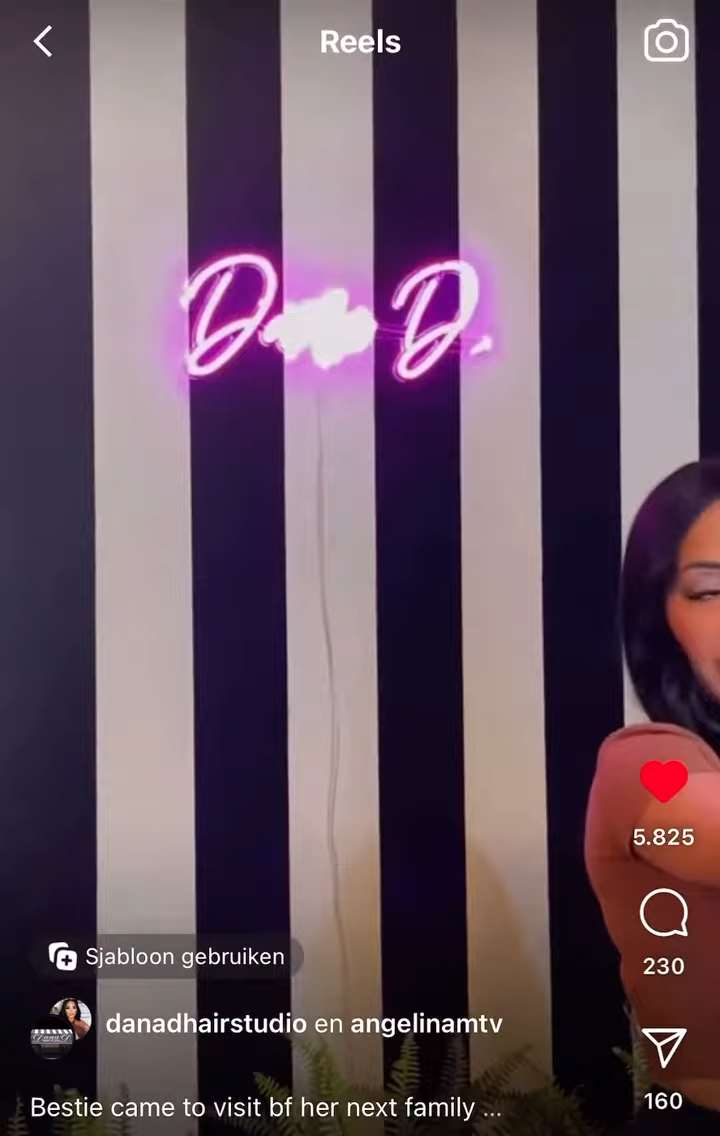 Reels
D D.
5.825
Sjabloon gebruiken
230
danadhairstudio en angelinamtv
Bestie came to visit bf her next family ...
160